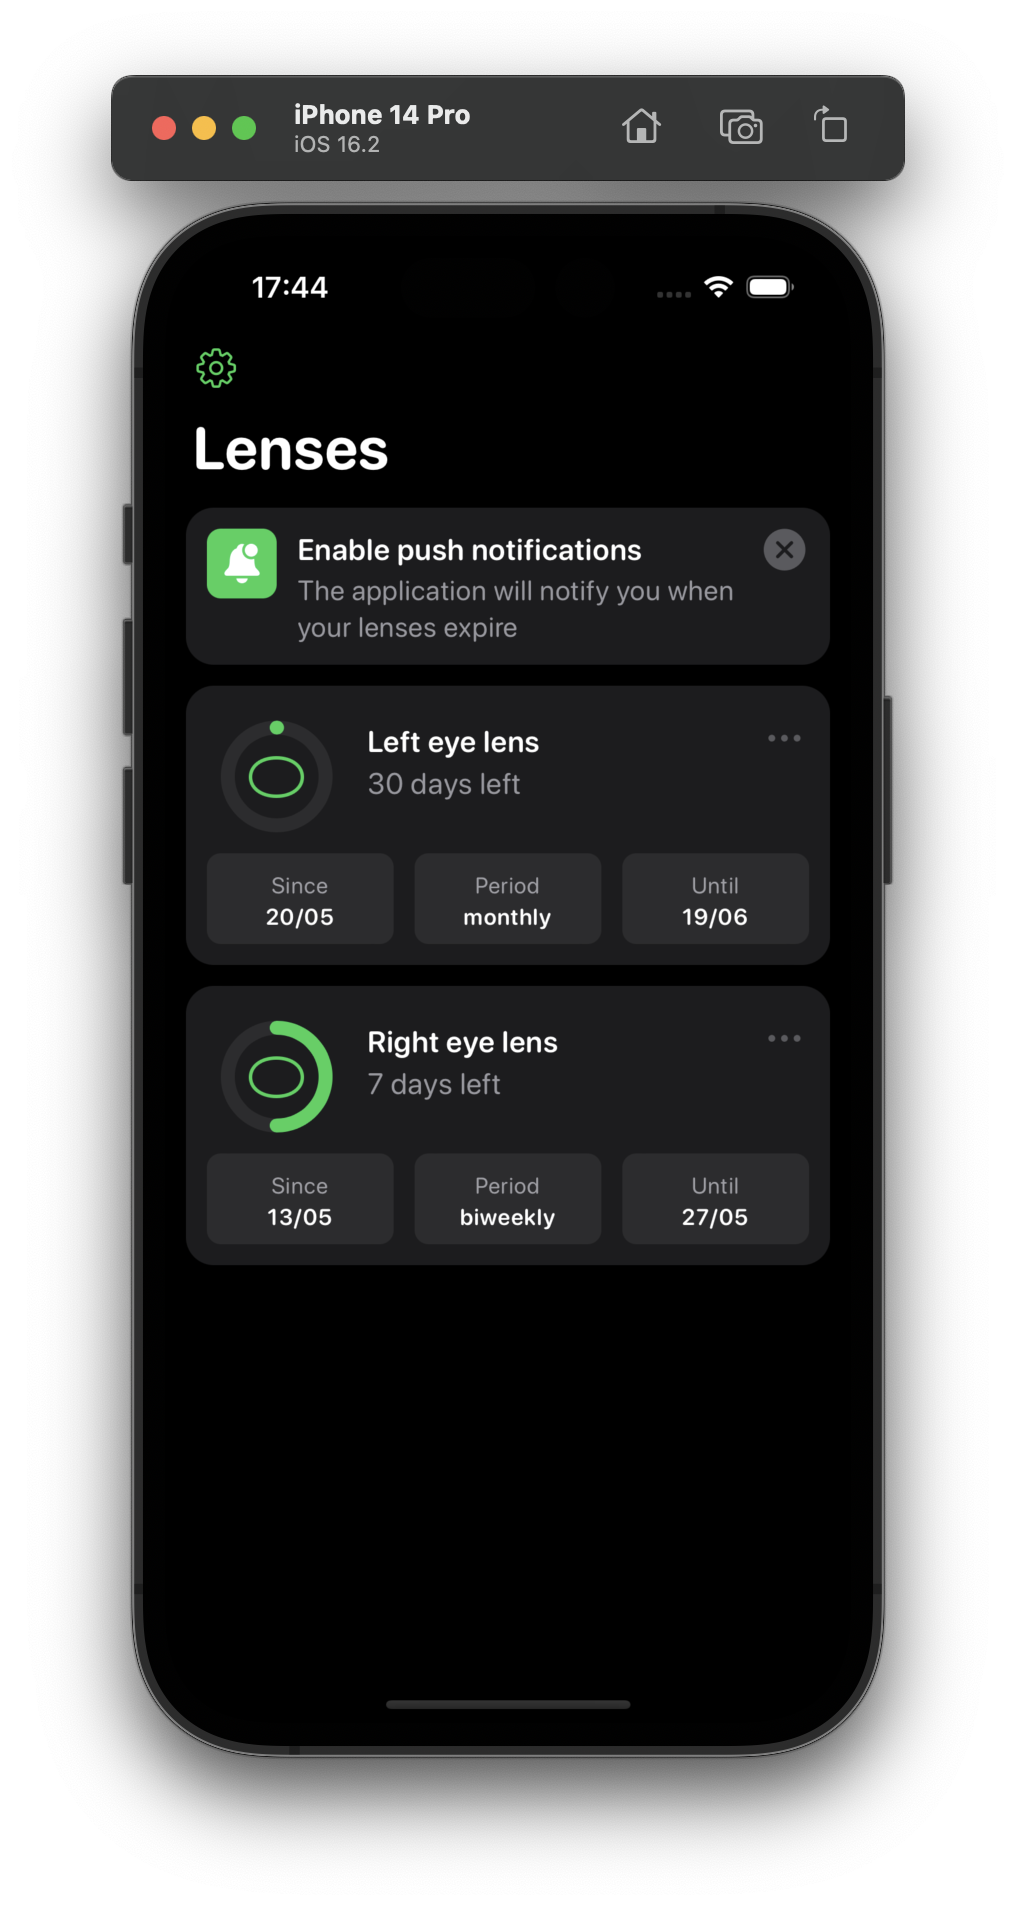 iPhone 14 Pro
iOS 16.2
17:44
Lenses
Enable push notifications
The application will notify you when
your lenses expire
Left eye lens
30 days left
Since
20/05
Period
monthly
Until
19/06
Right eye lens
7 days left
Since
13/05
Period
biweekly
Until
27/05